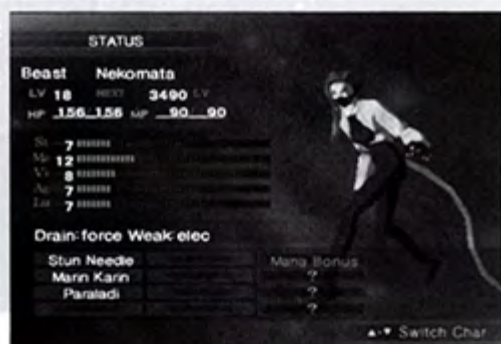 STATUS
Beast Nekomata
LV 18 NEXT 3490 LV
HP 156 156 MP 90 90
St 7
Ma 12
Vi 8
Ag 7
Lu 7
Drain:force Weak:elec
Stun Needle Mana Bonus
Marin Karin ?
Paraladi ?
?
▲·▼ Switch Char